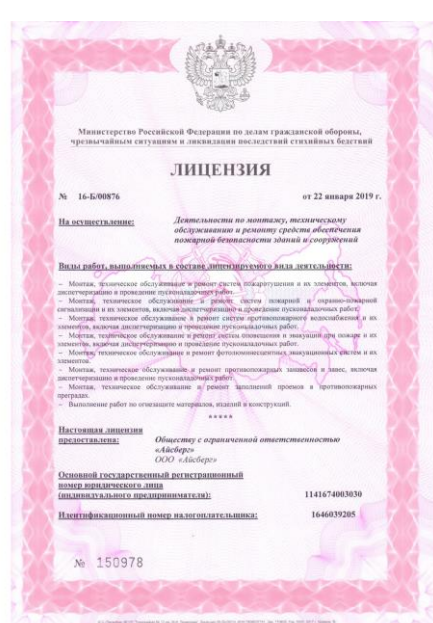 Министерство Российской Федерации по делам гражданской обороны,
чрезвычайным ситуациям и ликвидации последствий стихийных бедствий
ЛИЦЕНЗИЯ
№ 16-Б/00876 от 22 января 2019 г.
На осуществление: Деятельности по монтажу, техническому
обслуживанию и ремонту средств обеспечения
пожарной безопасности зданий и сооружений
Виды работ, выполняемых в составе лицензируемого вида деятельности:
– Монтаж, техническое обслуживание и ремонт систем пожаротушения и их элементов, включая
диспетчеризацию и проведение пусконаладочных работ.
– Монтаж, техническое обслуживание и ремонт систем пожарной и охранно-пожарной
сигнализации и их элементов, включая диспетчеризацию и проведение пусконаладочных работ.
– Монтаж, техническое обслуживание и ремонт систем противопожарного водоснабжения и их
элементов, включая диспетчеризацию и проведение пусконаладочных работ.
– Монтаж, техническое обслуживание и ремонт систем оповещения и эвакуации при пожаре и их
элементов, включая диспетчеризацию и проведение пусконаладочных работ.
– Монтаж, техническое обслуживание и ремонт фотолюминесцентных эвакуационных систем и их
элементов.
– Монтаж, техническое обслуживание и ремонт противопожарных занавесов и завес, включая
диспетчеризацию и проведение пусконаладочных работ.
– Монтаж, техническое обслуживание и ремонт заполнений проемов в противопожарных
преградах.
– Выполнение работ по огнезащите материалов, изделий и конструкций.
*****
Настоящая лицензия
предоставлена: Обществу с ограниченной ответственностью
«Айсберг»
ООО «Айсберг»
Основной государственный регистрационный
номер юридического лица
(индивидуального предпринимателя): 1141674003030
Идентификационный номер налогоплательщика: 1646039205
№ 150978